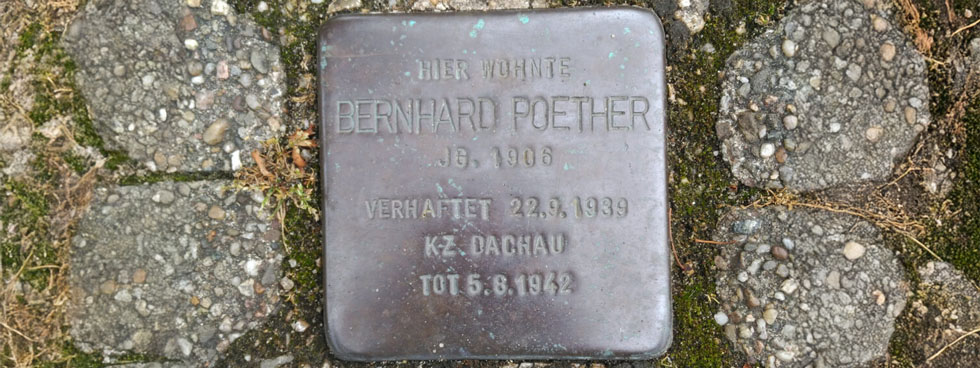 HIER WOHNTE
BERNHARD POETHER
JG. 1906
VERHAFTET 22.9.1939
KZ. DACHAU
TOT 5.8.1942